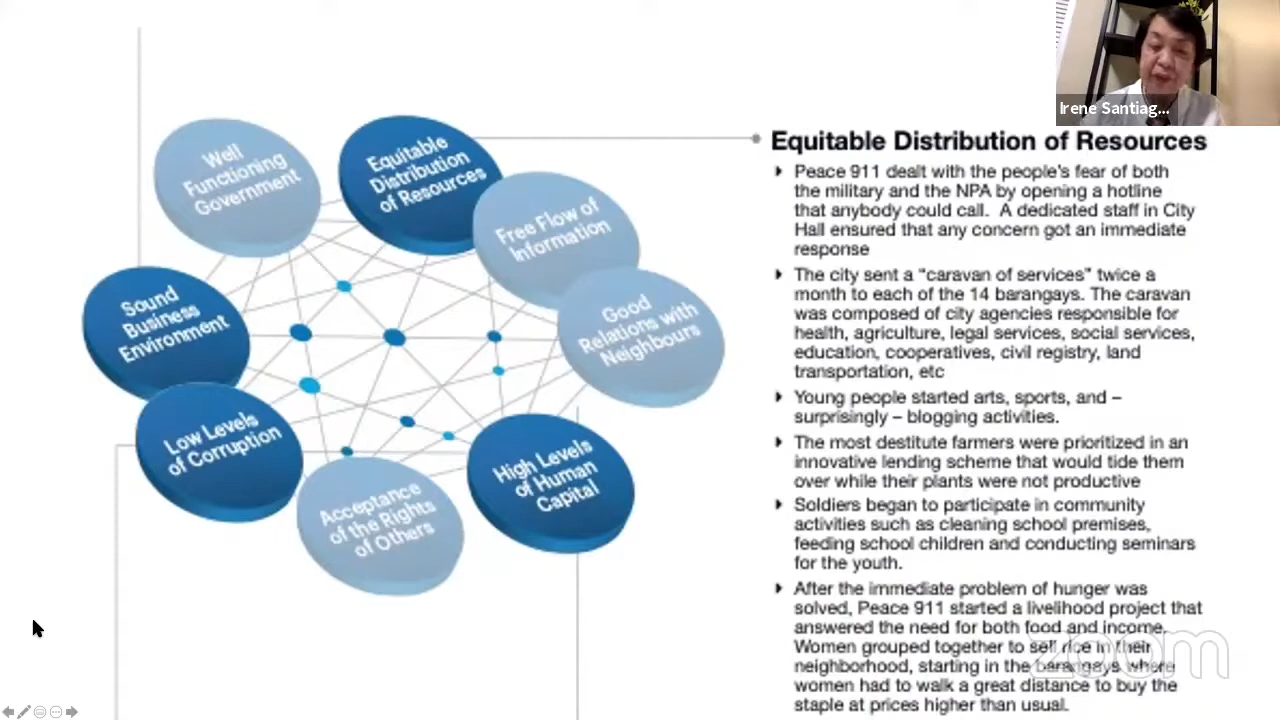 Irene Santiag...
Well
Functioning
Government
Equitable
Distribution
of Resources
Free Flow of
Information
Sound
Business
Environment
Good
Relations with
Neighbours
Low Levels
of Corruption
High Levels
of Human
Capital
Acceptance
of the Rights
of Others
Equitable Distribution of Resources
Peace 911 dealt with the people's fear of both
the military and the NPA by opening a hotline
that anybody could call. A dedicated staff in City
Hall ensured that any concern got an immediate
response
The city sent a “caravan of services” twice a
month to each of the 14 barangays. The caravan
was composed of city agencies responsible for
health, agriculture, legal services, social services,
education, cooperatives, civil registry, land
transportation, etc
Young people started arts, sports, and –
surprisingly – blogging activities.
The most destitute farmers were prioritized in an
innovative lending scheme that would tide them
over while their plants were not productive
Soldiers began to participate in community
activities such as cleaning school premises,
feeding school children and conducting seminars
for the youth.
After the immediate problem of hunger was
solved, Peace 911 started a livelihood project that
answered the need for both food and income.
Women grouped together to sell rice in their
neighborhood, starting in the barangays where
women had to walk a great distance to buy the
staple at prices higher than usual.
zoom